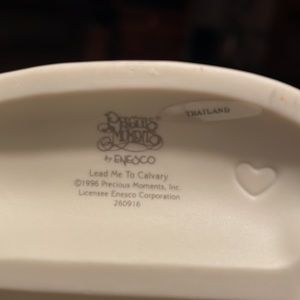 Precious
Moments
by ENESCO
THAILAND
Lead Me To Calvary
©1996 Precious Moments, Inc.
Licensee Enesco Corporation
260916